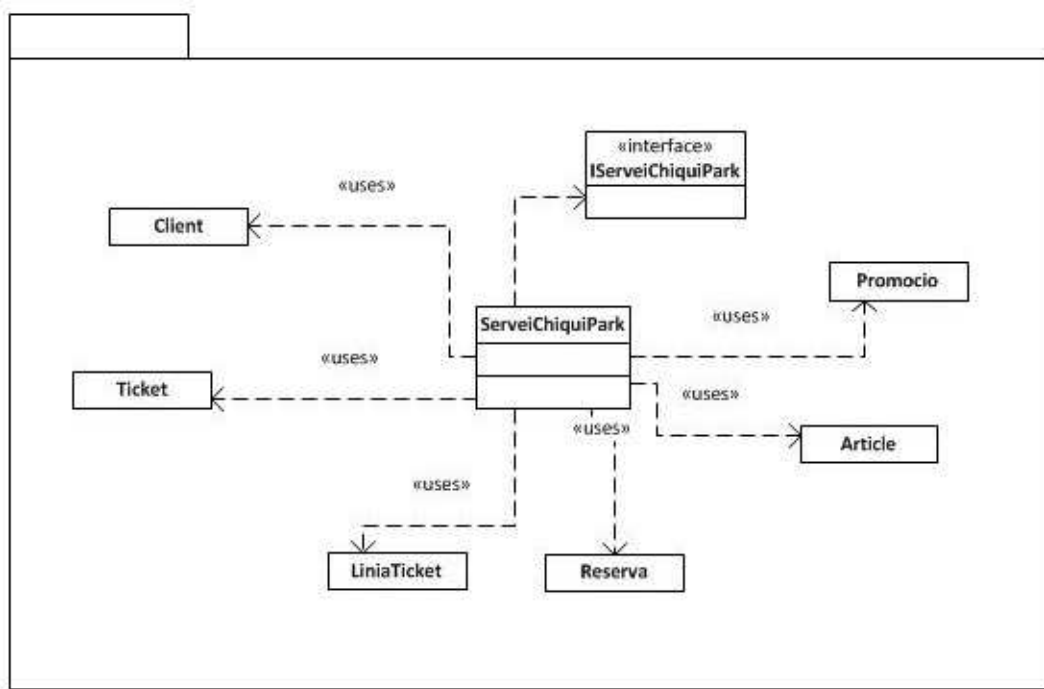 «interface»
IServeiChiquiPark
«uses»
Client
Promocio
ServeiChiquiPark
«uses»
«uses»
Ticket
«uses»
«uses»
Article
«uses»
LiniaTicket
Reserva